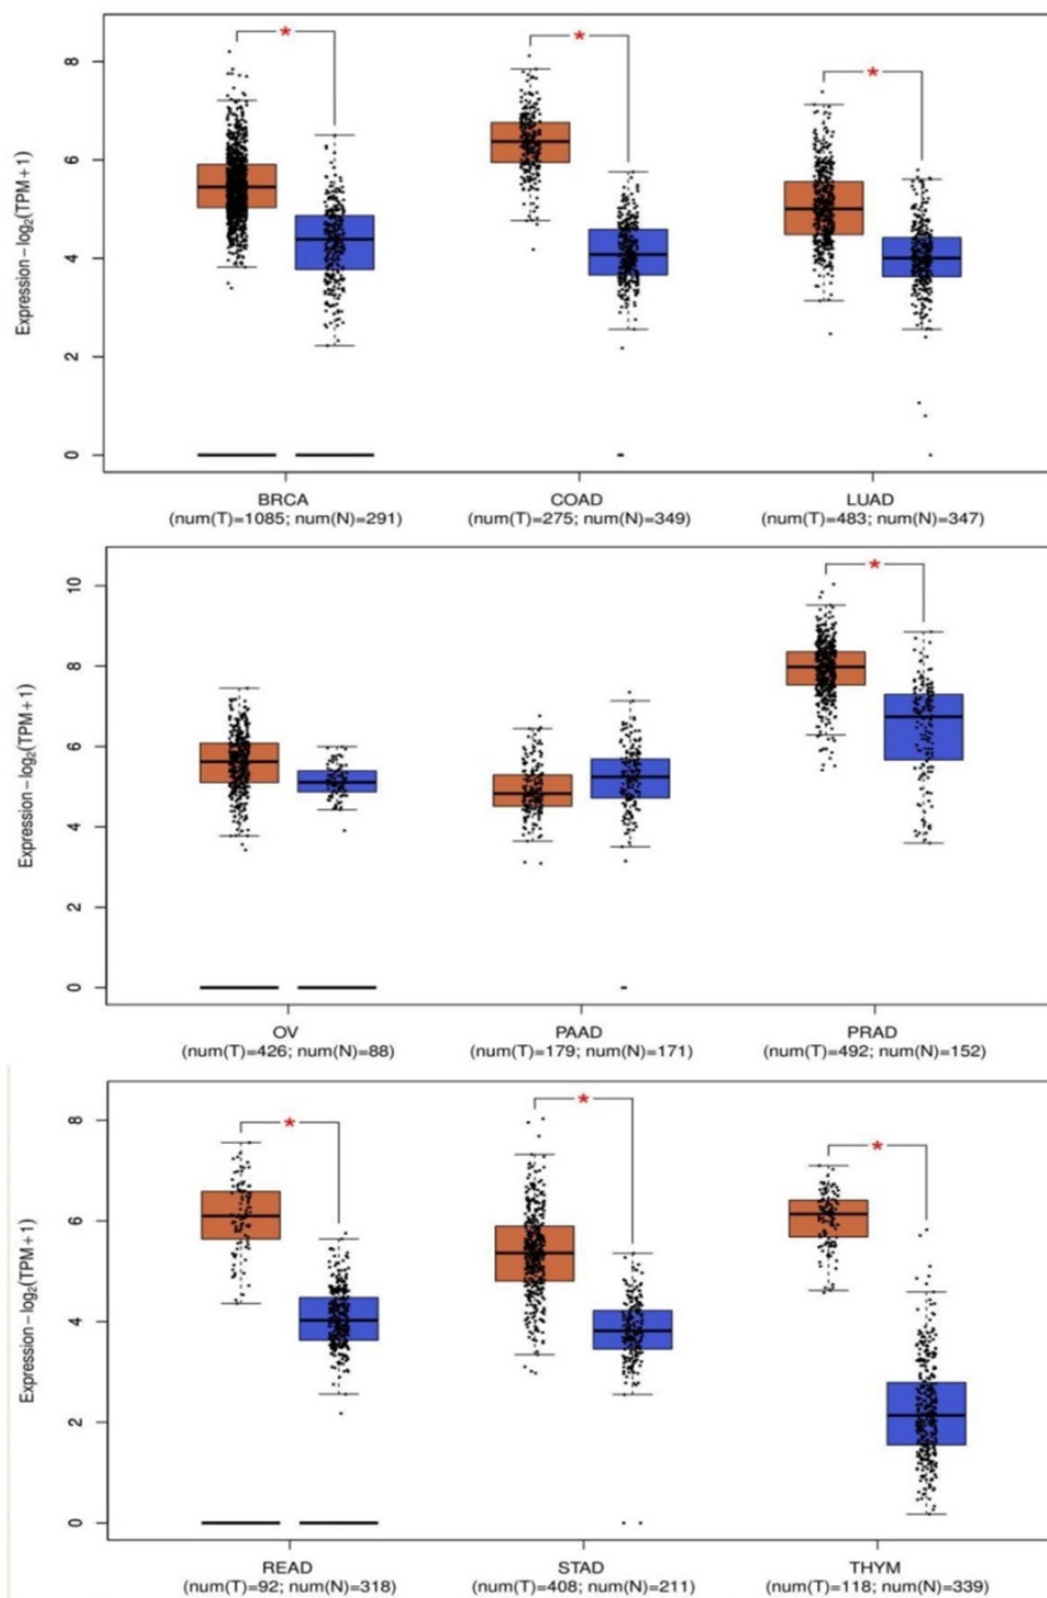 Expression – log2(TPM+1)
8
6
4
2
0
*
*
*
BRCA
(num(T)=1085; num(N)=291)
COAD
(num(T)=275; num(N)=349)
LUAD
(num(T)=483; num(N)=347)
Expression – log2(TPM+1)
10
8
6
4
2
0
*
OV
(num(T)=426; num(N)=88)
PAAD
(num(T)=179; num(N)=171)
PRAD
(num(T)=492; num(N)=152)
Expression – log2(TPM+1)
8
6
4
2
0
*
*
*
READ
(num(T)=92; num(N)=318)
STAD
(num(T)=408; num(N)=211)
THYM
(num(T)=118; num(N)=339)